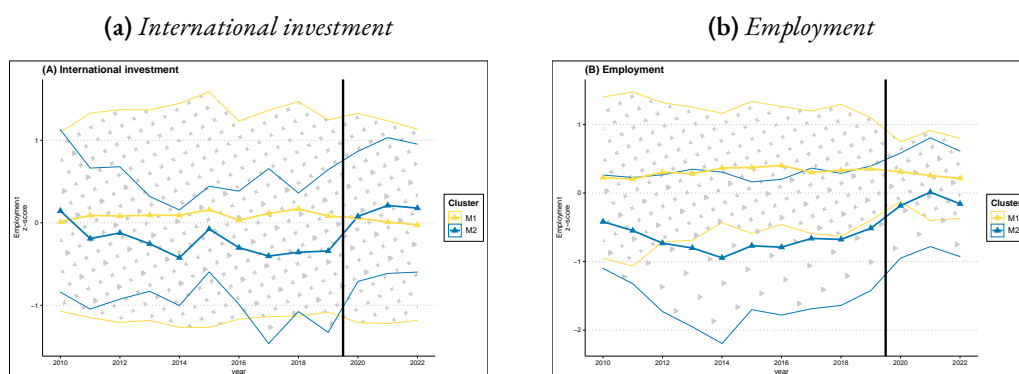 (a) International investment
(b) Employment
(A) International investment
Employment
z-score
1
0
−1
2010
2012
2014
2016
2018
2020
2022
year
Cluster
M1
M2
(B) Employment
Employment
z-score
1
0
−1
−2
2010
2012
2014
2016
2018
2020
2022
year
Cluster
M1
M2